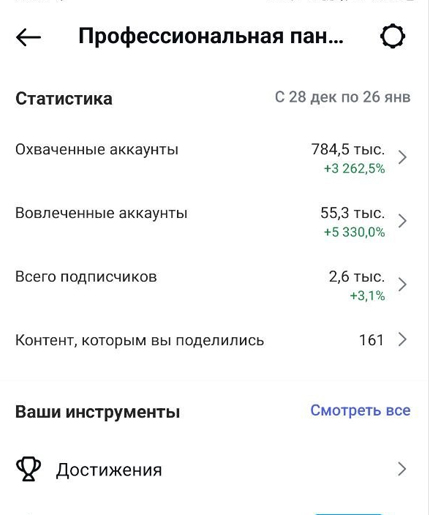 Профессиональная пан...
Статистика
С 28 дек по 26 янв
Охваченные аккаунты
784,5 тыс.
+3 262,5%
Вовлеченные аккаунты
55,3 тыс.
+5 330,0%
Всего подписчиков
2,6 тыс.
+3,1%
Контент, которым вы поделились
161
Ваши инструменты
Смотреть все
Достижения